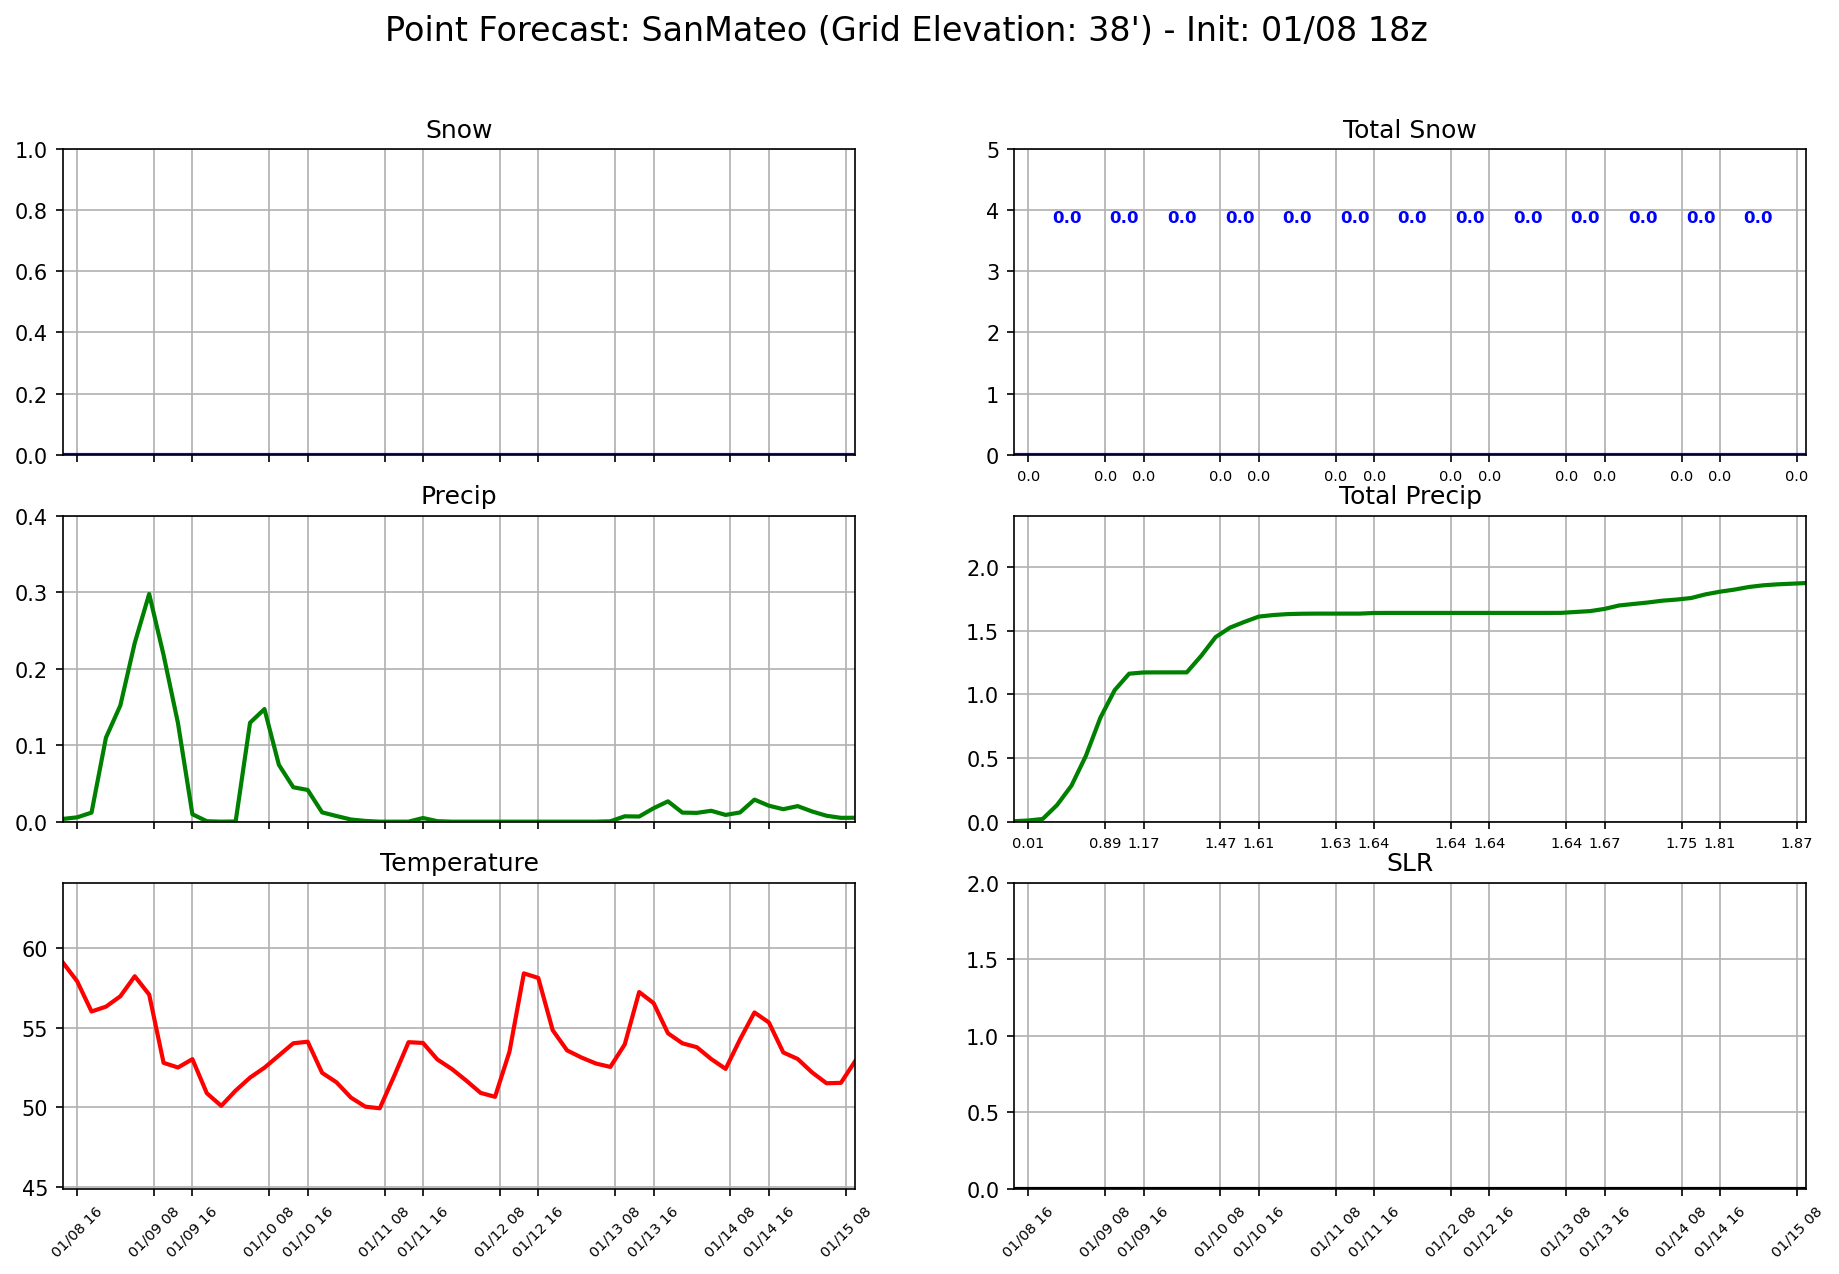 Point Forecast: SanMateo (Grid Elevation: 38') - Init: 01/08 18z
Snow
1.0
0.8
0.6
0.4
0.2
0.0
Total Snow
5
4
3
2
1
0
0.0 0.0 0.0 0.0 0.0 0.0 0.0 0.0 0.0 0.0 0.0 0.0 0.0
0.0 0.0 0.0 0.0 0.0 0.0 0.0 0.0 0.0 0.0 0.0 0.0 0.0 0.0
Precip
0.4
0.3
0.2
0.1
0.0
Total Precip
2.0
1.5
1.0
0.5
0.0
0.01 0.89 1.17 1.47 1.61 1.63 1.64 1.64 1.64 1.64 1.67 1.75 1.81 1.87
Temperature
60
55
50
45
01/08 16 01/09 08 01/09 16 01/10 08 01/10 16 01/11 08 01/11 16 01/12 08 01/12 16 01/13 08 01/13 16 01/14 08 01/14 16 01/15 08
SLR
2.0
1.5
1.0
0.5
0.0
01/08 16 01/09 08 01/09 16 01/10 08 01/10 16 01/11 08 01/11 16 01/12 08 01/12 16 01/13 08 01/13 16 01/14 08 01/14 16 01/15 08